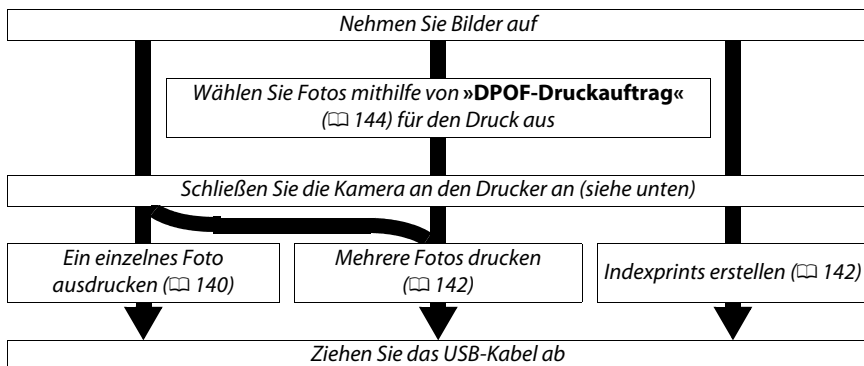 Nehmen Sie Bilder auf
Wählen Sie Fotos mithilfe von »DPOF-Druckauftrag«
(🕮 144) für den Druck aus
Schließen Sie die Kamera an den Drucker an (siehe unten)
Ein einzelnes Foto
ausdrucken (🕮 140)
Mehrere Fotos drucken
(🕮 142)
Indexprints erstellen (🕮 142)
Ziehen Sie das USB-Kabel ab